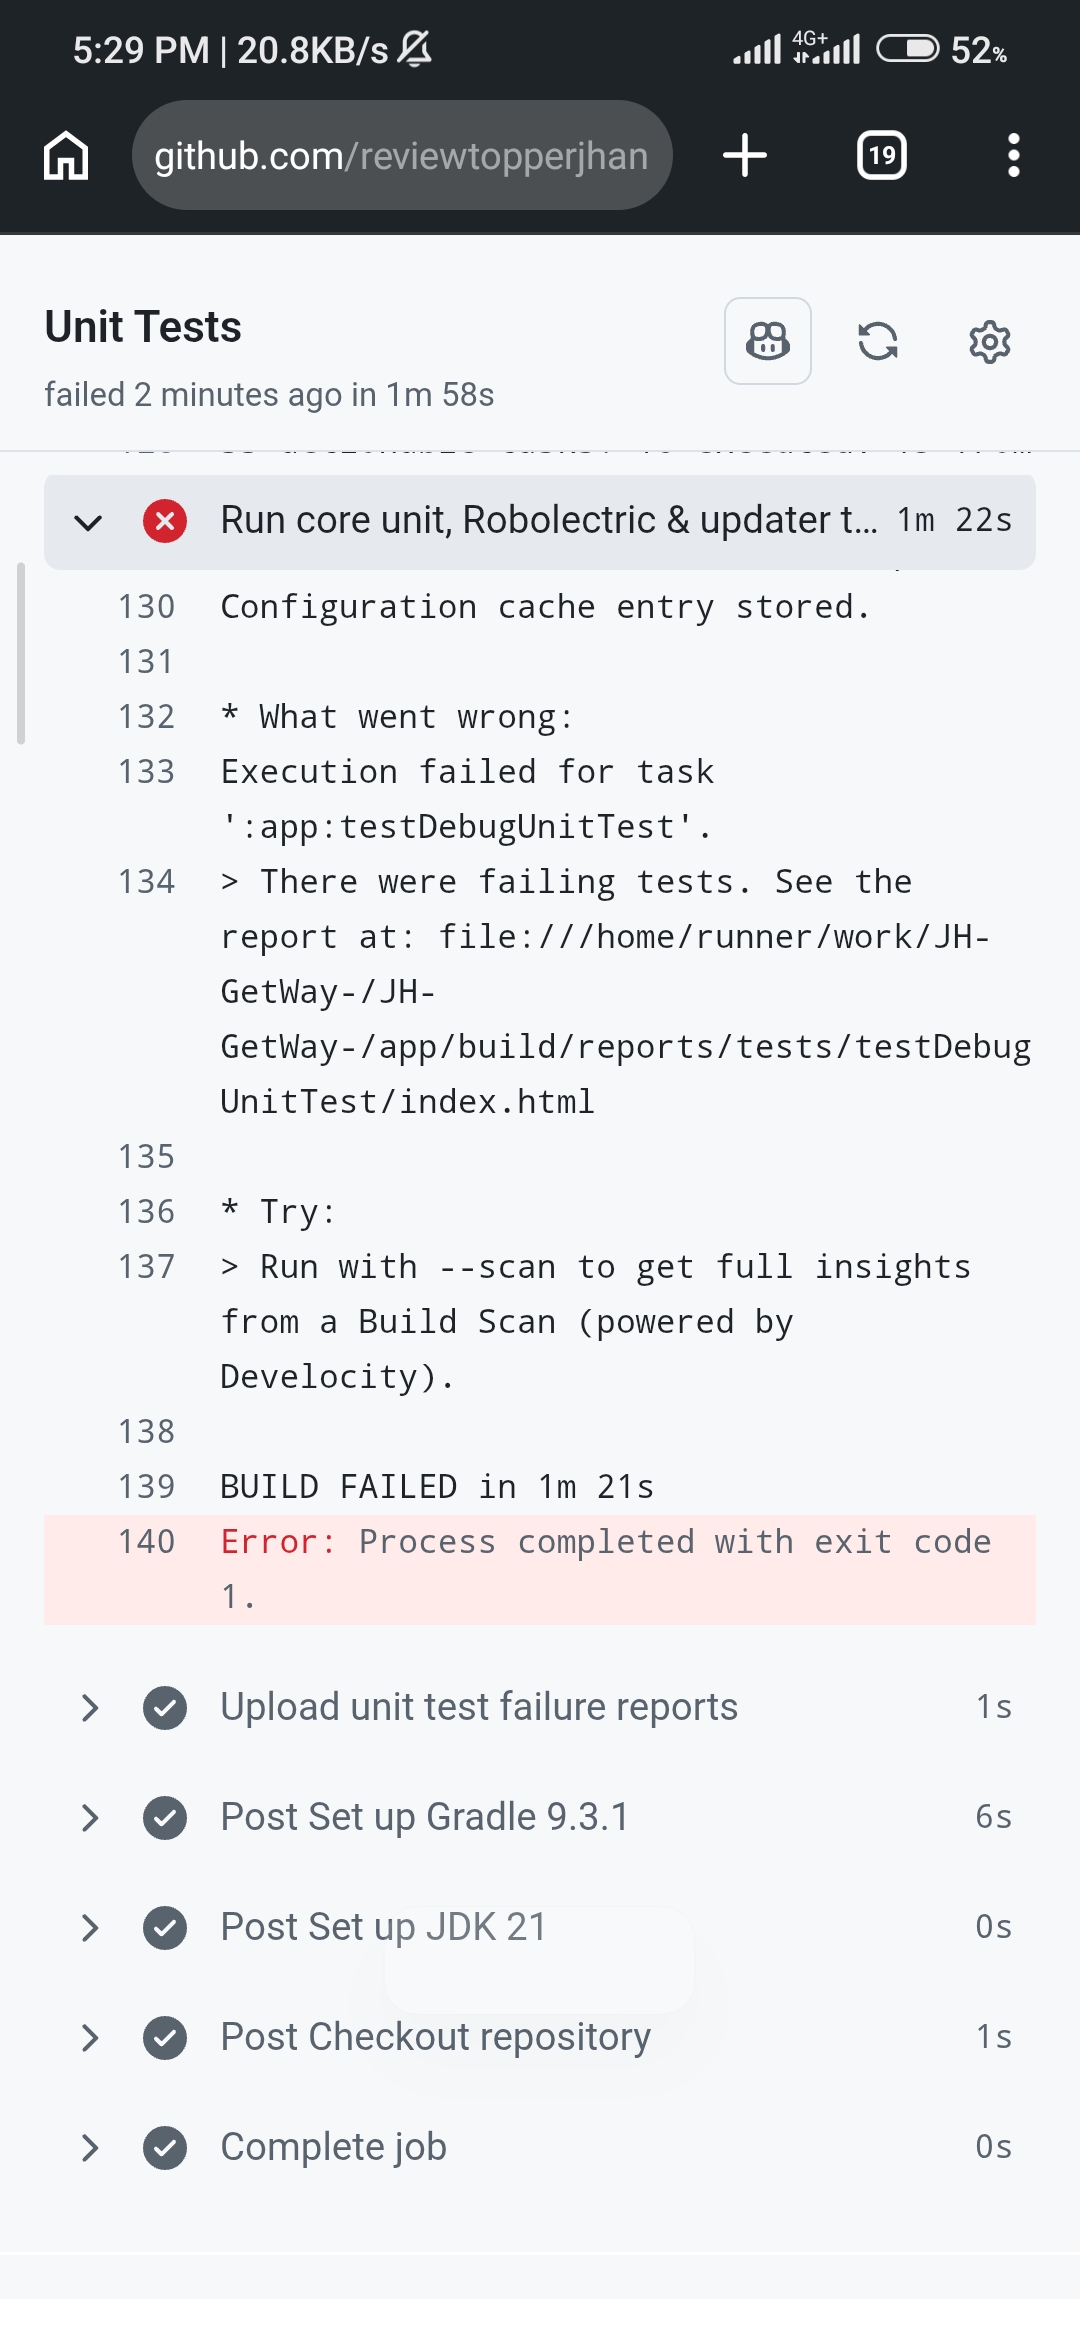 5:29 PM | 20.8KB/s 4G+ 52%
github.com/reviewtopperjhan 19
Unit Tests
failed 2 minutes ago in 1m 58s
Run core unit, Robolectric & updater t... 1m 22s
130 Configuration cache entry stored.
131
132 * What went wrong:
133 Execution failed for task
':app:testDebugUnitTest'.
134 > There were failing tests. See the
report at: file:///home/runner/work/JH-
GetWay-/JH-
GetWay-/app/build/reports/tests/testDebug
UnitTest/index.html
135
136 * Try:
137 > Run with --scan to get full insights
from a Build Scan (powered by
Develocity).
138
139 BUILD FAILED in 1m 21s
140 Error: Process completed with exit code
1.
Upload unit test failure reports 1s
Post Set up Gradle 9.3.1 6s
Post Set up JDK 21 0s
Post Checkout repository 1s
Complete job 0s